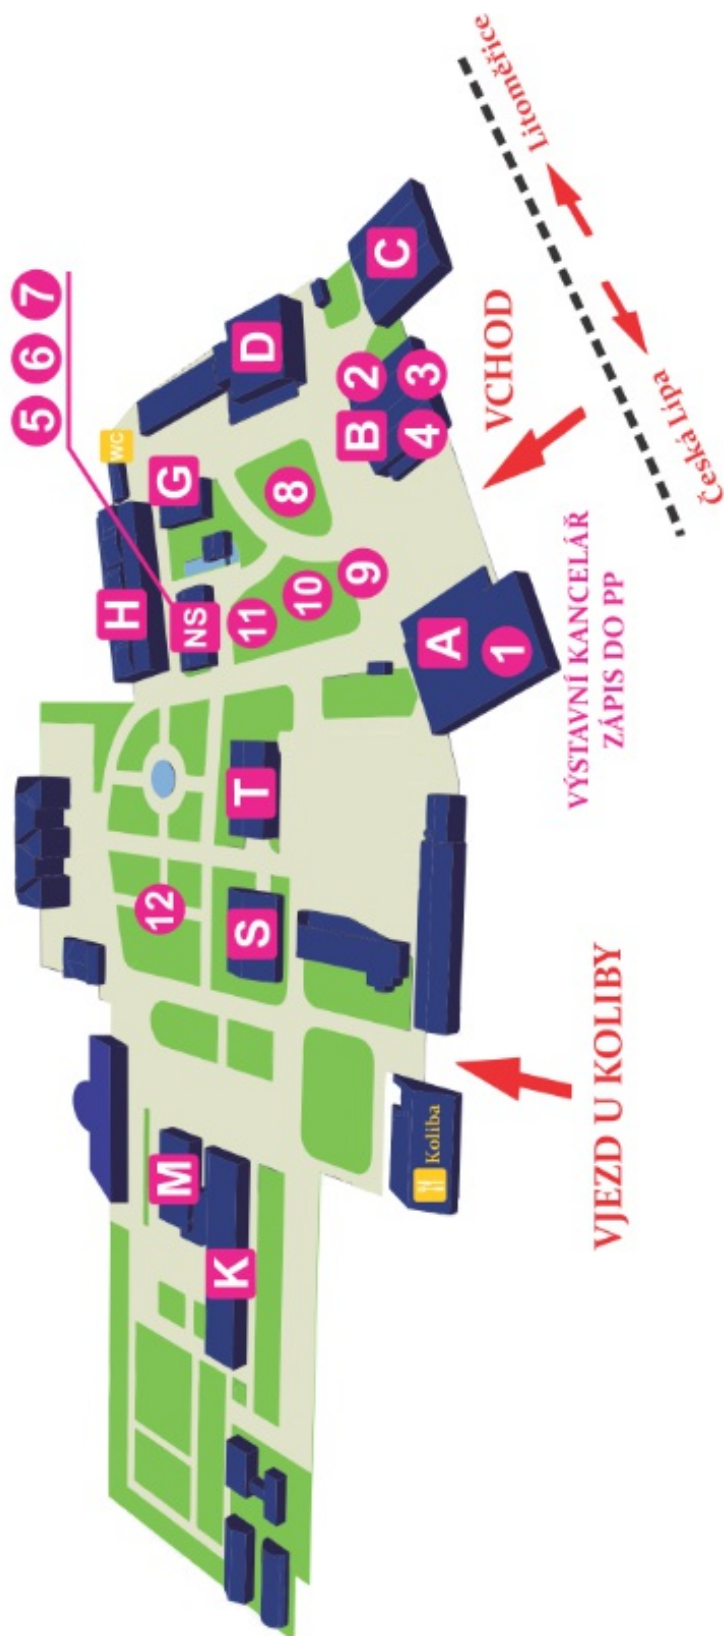 VJEZD U KOLIBY
Koliba
VÝSTAVNÍ KANCELÁŘ
ZÁPIS DO PP
VCHOD
Česká Lípa
Litoměřice
K
M
S
12
T
A
1
H
NS
11
10
9
G
8
WC
5 6 7
D
B 2
4 3
C